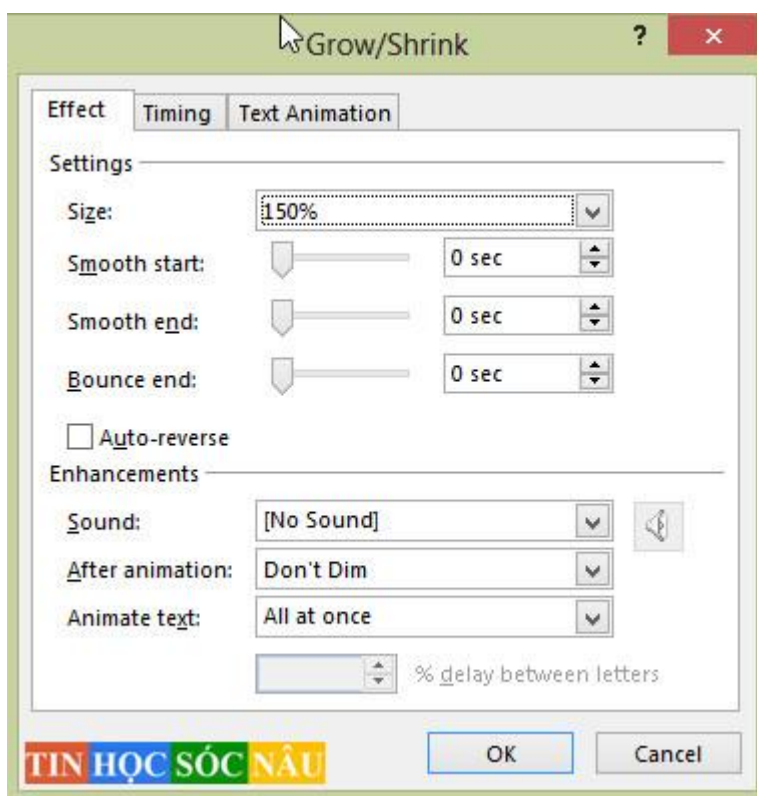 Grow/Shrink ? ×
Effect Timing Text Animation
Settings
Size: 150%
Smooth start: 0 sec
Smooth end: 0 sec
Bounce end: 0 sec
Auto-reverse
Enhancements
Sound: [No Sound]
After animation: Don't Dim
Animate text: All at once
% delay between letters
TIN HỌC SÓC NÂU OK Cancel